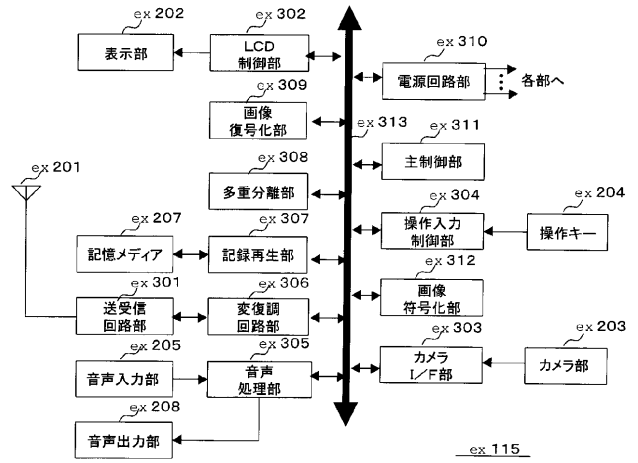 ex 202
表示部
ex 302
LCD
制御部
ex 310
電源回路部
各部へ
ex 309
画像
復号化部
ex 313
ex 311
主制御部
ex 308
多重分離部
ex 201
ex 304
操作入力
制御部
ex 204
操作キー
ex 207
記憶メディア
ex 307
記録再生部
ex 312
画像
符号化部
ex 301
送受信
回路部
ex 306
変復調
回路部
ex 303
カメラ
I/F部
ex 203
カメラ部
ex 205
音声入力部
ex 305
音声
処理部
ex 208
音声出力部
ex 115